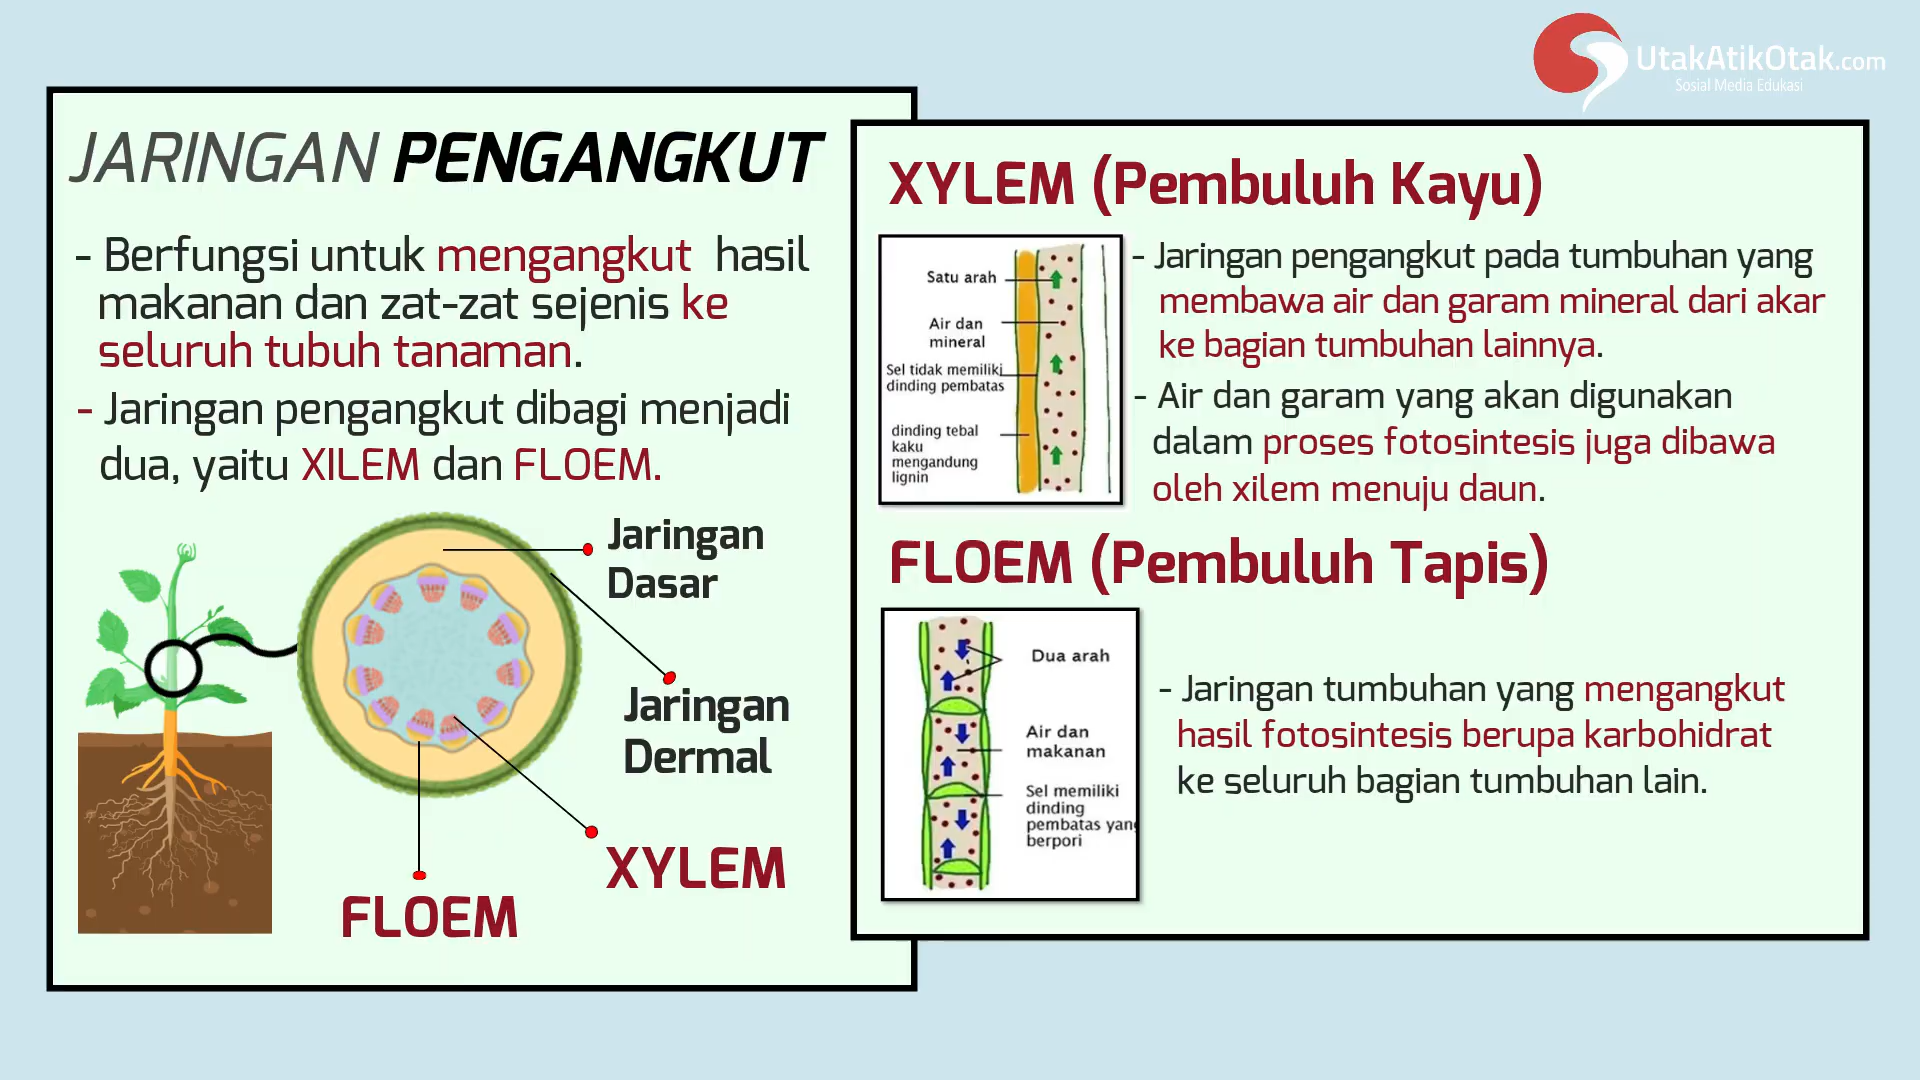 UtakAtikOtak.com
Sosial Media Edukasi
JARINGAN PENGANGKUT
- Berfungsi untuk mengangkut hasil
makanan dan zat-zat sejenis ke
seluruh tubuh tanaman.
- Jaringan pengangkut dibagi menjadi
dua, yaitu XILEM dan FLOEM.
Jaringan
Dasar
Jaringan
Dermal
XYLEM
FLOEM
XYLEM (Pembuluh Kayu)
Satu arah
Air dan
mineral
Sel tidak memiliki
dinding pembatas
dinding tebal
kaku
mengandung
lignin
- Jaringan pengangkut pada tumbuhan yang
membawa air dan garam mineral dari akar
ke bagian tumbuhan lainnya.
- Air dan garam yang akan digunakan
dalam proses fotosintesis juga dibawa
oleh xilem menuju daun.
FLOEM (Pembuluh Tapis)
Dua arah
Air dan
makanan
Sel memiliki
dinding
pembatas yang
berpori
- Jaringan tumbuhan yang mengangkut
hasil fotosintesis berupa karbohidrat
ke seluruh bagian tumbuhan lain.